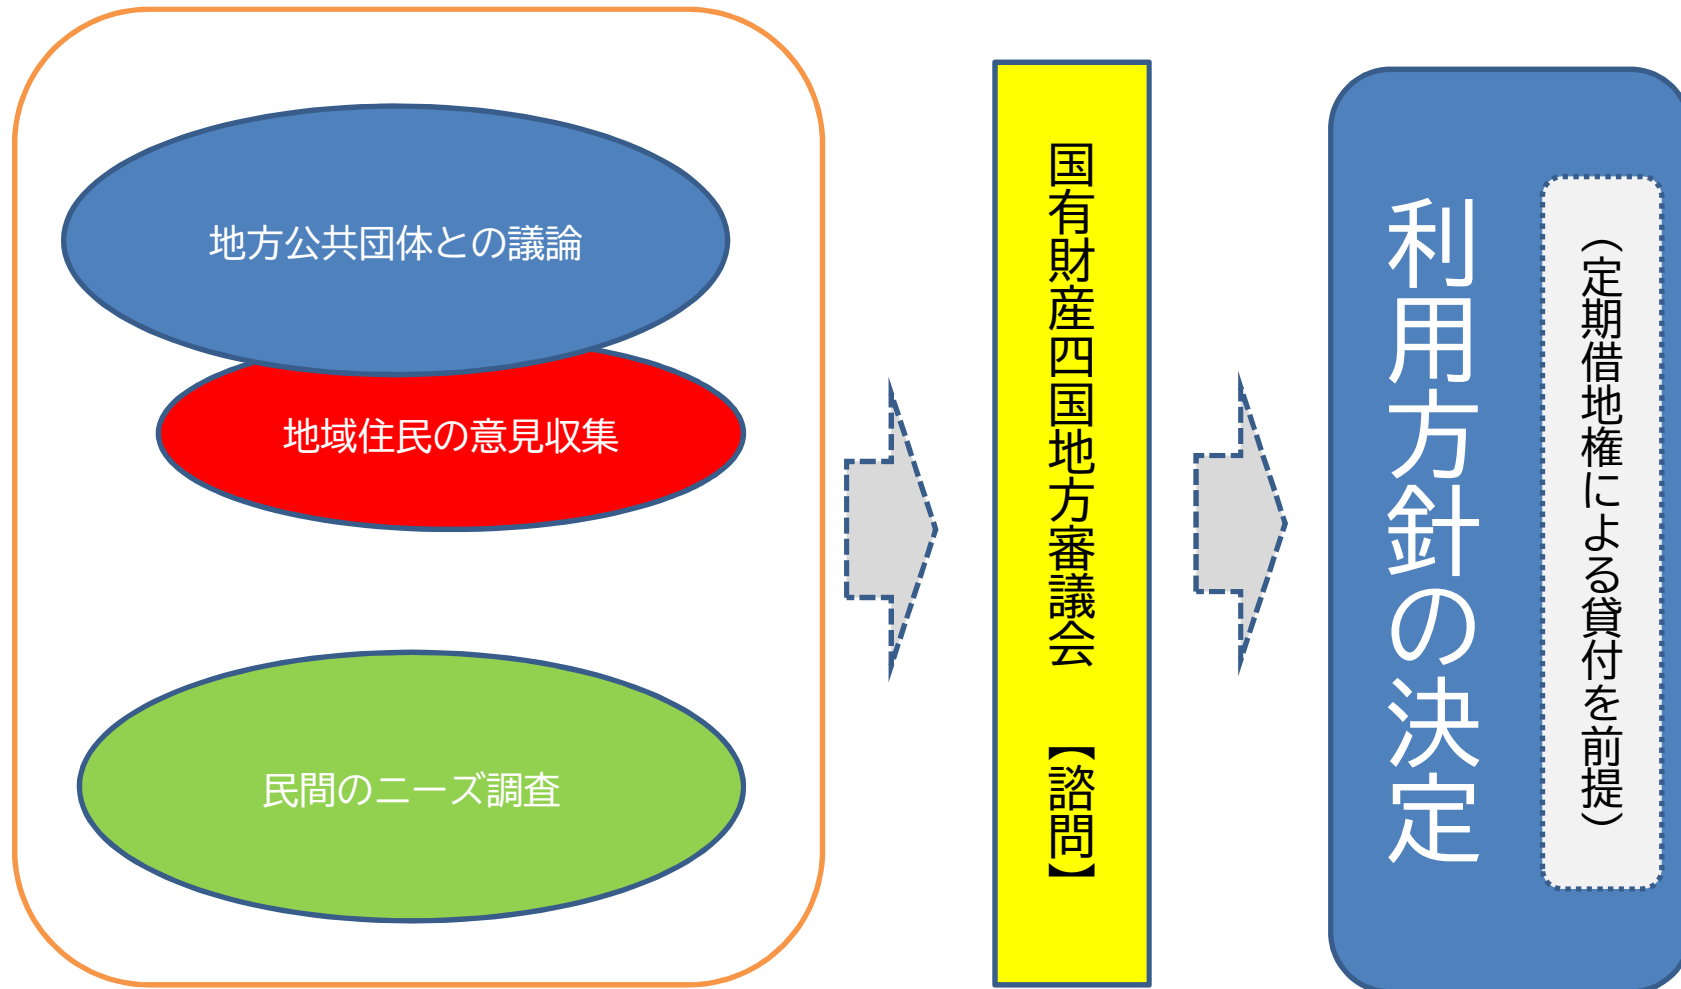 地方公共団体との議論
地域住民の意見収集
民間のニーズ調査
国有財産四国地方審議会　【諮問】
利用方針の決定
（定期借地権による貸付を前提）